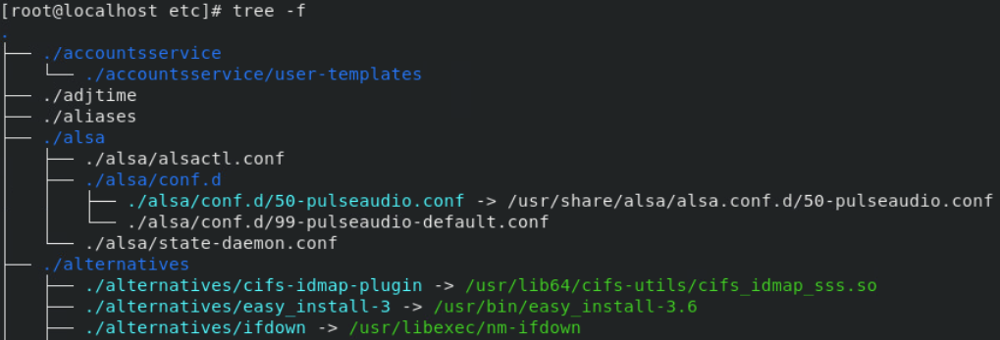 [root@localhost etc]# tree -f
.
├── ./accountsservice
│   └── ./accountsservice/user-templates
├── ./adjtime
├── ./aliases
├── ./alsa
│   ├── ./alsa/alsactl.conf
│   ├── ./alsa/conf.d
│   │   ├── ./alsa/conf.d/50-pulseaudio.conf -> /usr/share/alsa/alsa.conf.d/50-pulseaudio.conf
│   │   └── ./alsa/conf.d/99-pulseaudio-default.conf
│   └── ./alsa/state-daemon.conf
├── ./alternatives
│   ├── ./alternatives/cifs-idmap-plugin -> /usr/lib64/cifs-utils/cifs_idmap_sss.so
│   ├── ./alternatives/easy_install-3 -> /usr/bin/easy_install-3.6
│   ├── ./alternatives/ifdown -> /usr/libexec/nm-ifdown